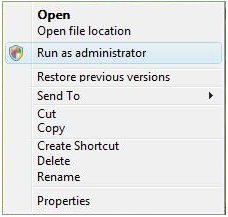 Open
Open file location
Run as administrator
Restore previous versions
Send To
Cut
Copy
Create Shortcut
Delete
Rename
Properties